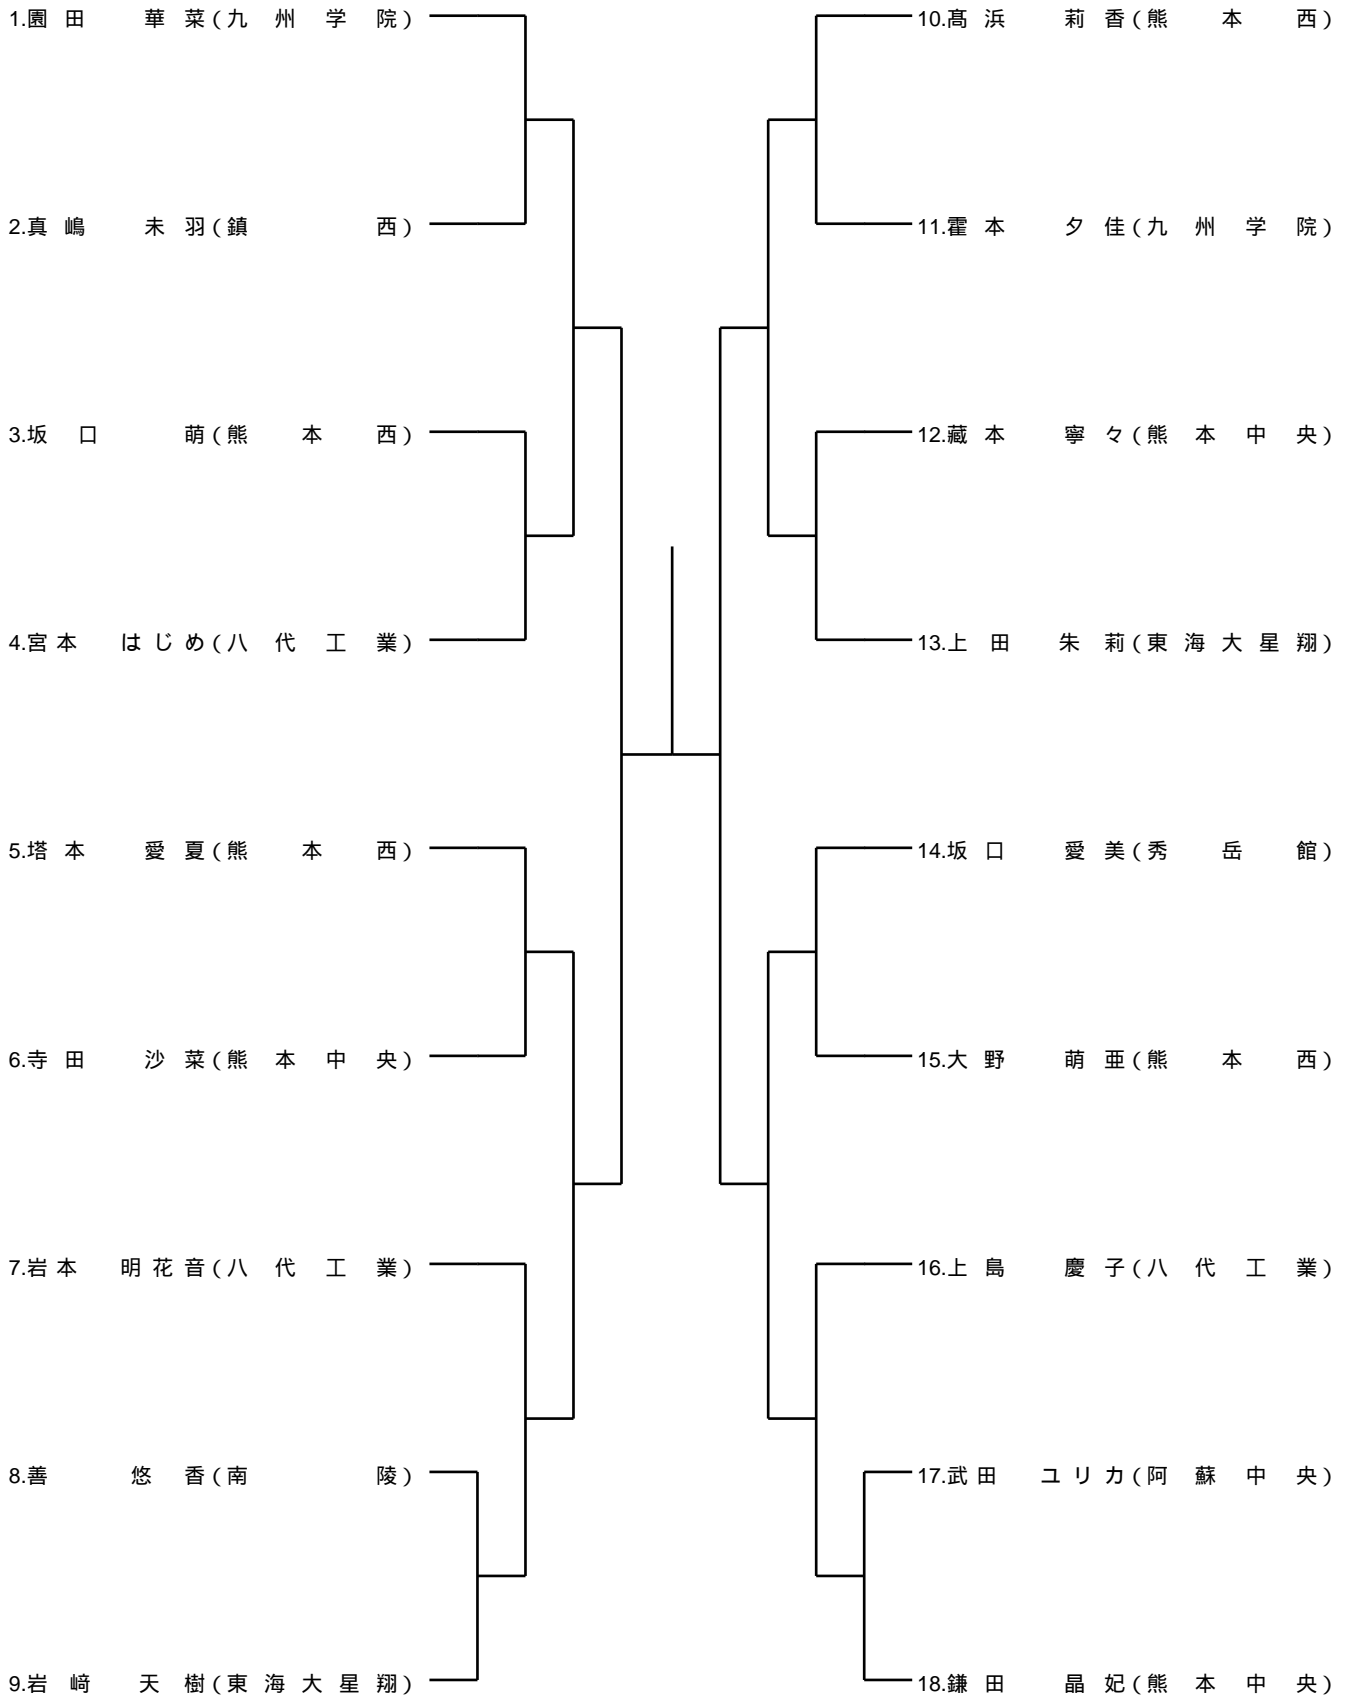 1.園田 華菜(九州学院)
2.真嶋 未羽(鎮西)
3.坂口 萌(熊本西)
4.宮本 はじめ(八代工業)
5.塔本 愛夏(熊本西)
6.寺田 沙菜(熊本中央)
7.岩本 明花音(八代工業)
8.善 悠香(南陵)
9.岩﨑 天樹(東海大星翔)
10.髙浜 莉香(熊本西)
11.霍本 夕佳(九州学院)
12.藏本 寧々(熊本中央)
13.上田 朱莉(東海大星翔)
14.坂口 愛美(秀岳館)
15.大野 萌亜(熊本西)
16.上島 慶子(八代工業)
17.武田 ユリカ(阿蘇中央)
18.鎌田 晶妃(熊本中央)